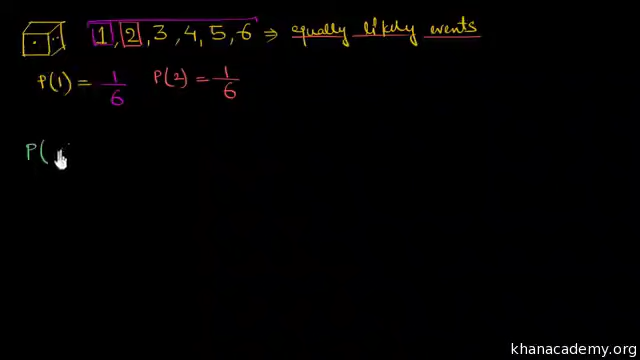 1, 2, 3, 4, 5, 6 ⇒ equally likely events
P(1) = 1/6 P(2) = 1/6
P(
khanacademy.org